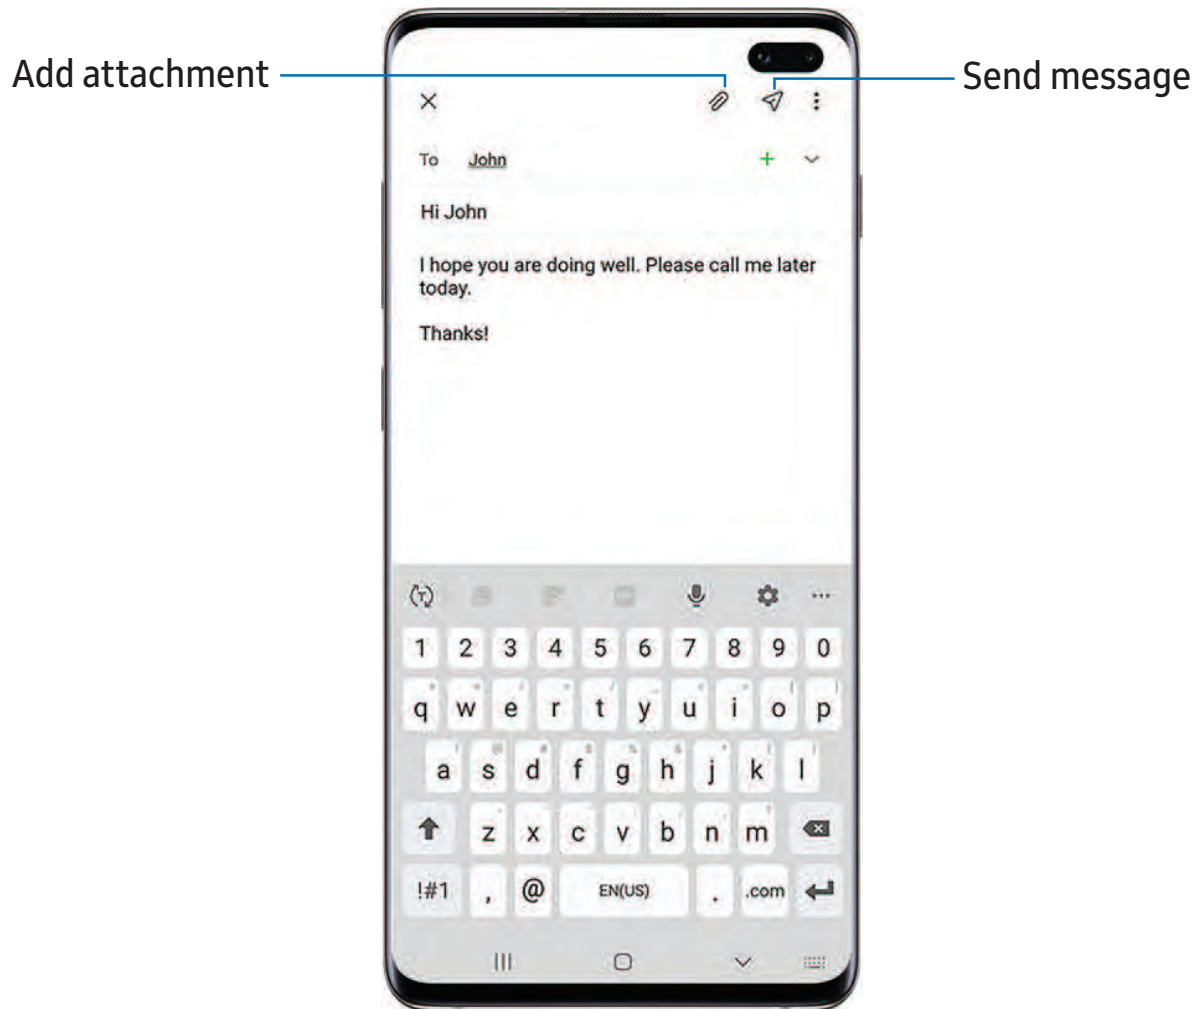 Add attachment
Send message
To John
Hi John
I hope you are doing well. Please call me later
today.
Thanks!
1 2 3 4 5 6 7 8 9 0
q w e r t y u i o p
a s d f g h j k l
z x c v b n m
!#1 , @ EN(US) . .com